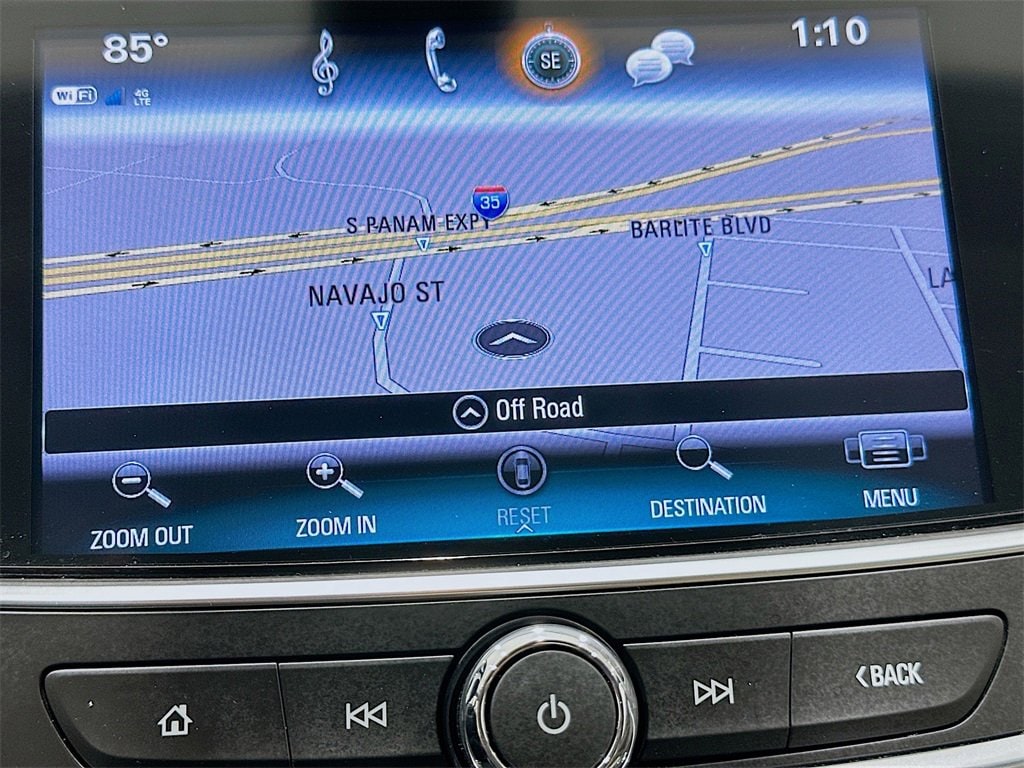 85°
SE
1:10
WiFi
4G
LTE
35
S PANAM EXPY
BARLITE BLVD
NAVAJO ST
LA
Off Road
ZOOM OUT
ZOOM IN
RESET
DESTINATION
MENU
BACK